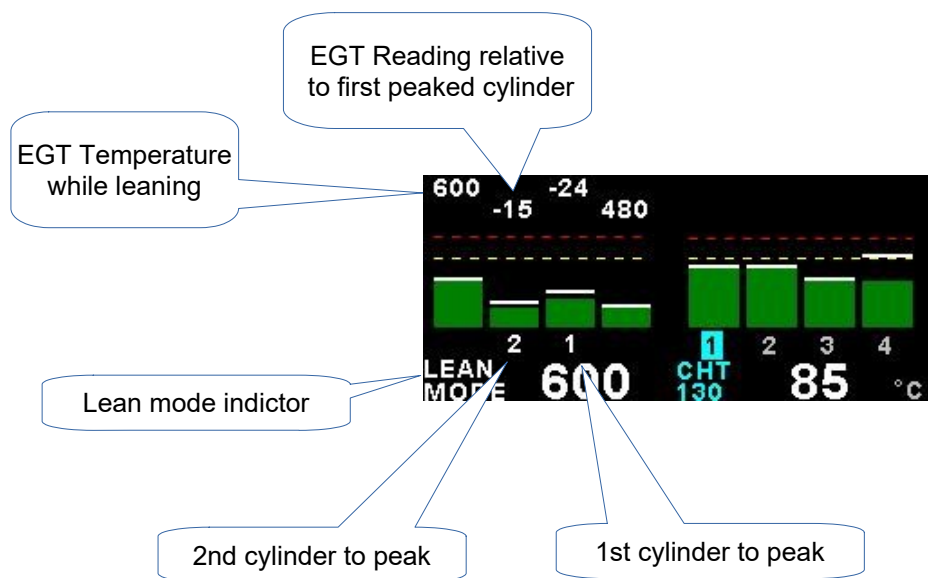 EGT Reading relative
to first peaked cylinder
EGT Temperature
while leaning
600 -24
-15 480
2 1 1 2 3 4
LEAN MODE 600 CHT 130 85 °C
Lean mode indictor
2nd cylinder to peak
1st cylinder to peak